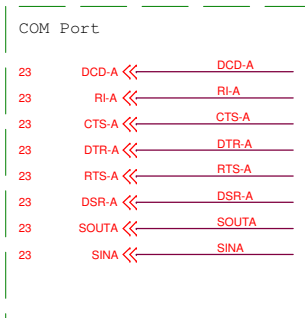 COM Port
23 DCD-A DCD-A
23 RI-A RI-A
23 CTS-A CTS-A
23 DTR-A DTR-A
23 RTS-A RTS-A
23 DSR-A DSR-A
23 SOUTA SOUTA
23 SINA SINA